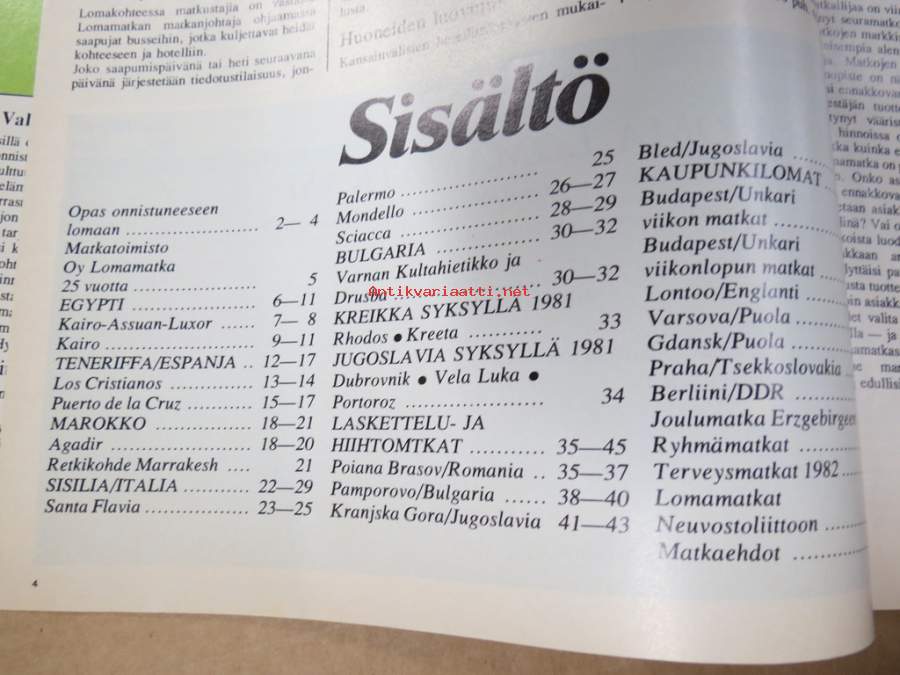 Lomakohteessa matkustajia on
Lomamatkan matkanjohtaja
saapujat busseihin, jotka kuljettavat heidät
kohteeseen ja hotelliin.
Joko saapumispäivänä tai heti seuraavana
päivänä järjestetään tiedotustilaisuus, jon-
Huoneiden
mukai-
Sisältö
Opas onnistuneeseen
lomaan .................. 2— 4
Matkatoimisto
Oy Lomamatka
25 vuotta .................. 5
EGYPTI .................. 6—11
Kairo-Assuan-Luxor ...... 7— 8
Kairo .................. 9—11
TENERIFFA/ESPANJA .. 12—17
Los Cristianos ............ 13—14
Puerto de la Cruz .......... 15—17
MAROKKO .............. 18—21
Agadir .................. 18—20
Retkikohde Marrakesh .... 21
SISILIA/ITALIA .......... 22—29
Santa Flavia .............. 23—25
Palermo .................. 25
Mondello .................. 26—27
Sciacca .................. 28—29
BULGARIA .............. 30—32
Varnan Kultahietikko ja
Drusba .................. 30—32
KREIKKA SYKSYLLÄ 1981
Rhodos • Kreeta ............ 33
JUGOSLAVIA SYKSYLLÄ 1981
Dubrovnik • Vela Luka •
Portoroz .................. 34
LASKETTELU- JA
HIIHTOMTKAT .......... 35—45
Poiana Brasov/Romania .. 35—37
Pamporovo/Bulgaria ...... 38—40
Kranjska Gora/Jugoslavia 41—43
Bled/Jugoslavia ......
KAUPUNKILOMAT
Budapest/Unkari
viikon matkat ..........
Budapest/Unkari
viikonlopun matkat ....
Lontoo/Englanti ......
Varsova/Puola ........
Gdansk/Puola ........
Praha/Tsekkoslovakia ..
Berliini/DDR ..........
Joulumatka Erzgebirgeen
Ryhmämatkat ........
Terveysmatkat 1982 ....
Lomamatkat
Neuvostoliittoon ......
Matkaehdot ..........
4
Antikvariaatti.net